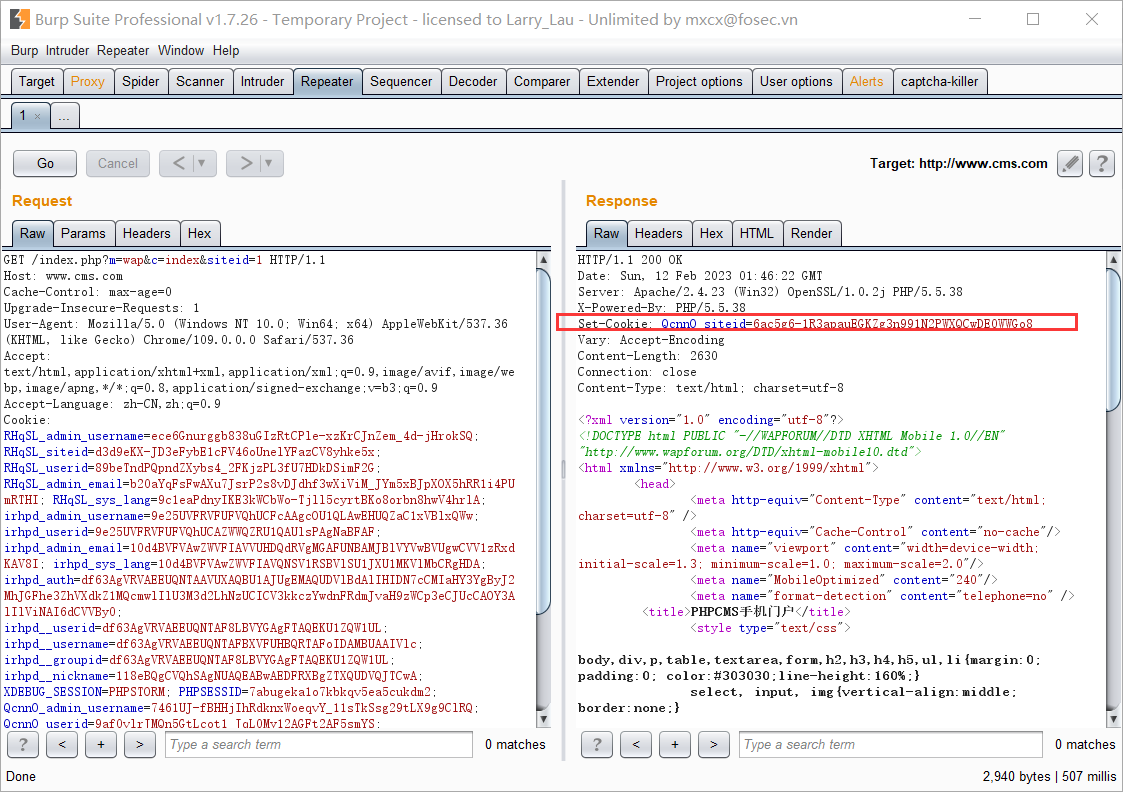 Burp Suite Professional v1.7.26 - Temporary Project - licensed to Larry_Lau - Unlimited by mxcx@fosec.vn
Burp Intruder Repeater Window Help
Target Proxy Spider Scanner Intruder Repeater Sequencer Decoder Comparer Extender Project options User options Alerts captcha-killer
1 × ...
Go Cancel < ▼ > ▼ Target: http://www.cms.com ?
Request
Raw Params Headers Hex
GET /index.php?m=wap&c=index&siteid=1 HTTP/1.1
Host: www.cms.com
Cache-Control: max-age=0
Upgrade-Insecure-Requests: 1
User-Agent: Mozilla/5.0 (Windows NT 10.0; Win64; x64) AppleWebKit/537.36
(KHTML, like Gecko) Chrome/109.0.0.0 Safari/537.36
Accept:
text/html,application/xhtml+xml,application/xml;q=0.9,image/avif,image/we
bp,image/apng,*/*;q=0.8,application/signed-exchange;v=b3;q=0.9
Accept-Language: zh-CN,zh;q=0.9
Cookie:
RHqSL_admin_username=ece6Gnurggb838uGIzRtCPle-xzKrCJnZem_4d-jHrokSQ;
RHqSL_siteid=d3d9eKX-JD3eFybE1cFV46oUnelYFazCV8yhke5x;
RHqSL_userid=89beTndPQpndZXybs4_2FKjzPL3fU7HDkDSimF2G;
RHqSL_admin_email=b20aYqFsFwAXu7JsrP2s8vDJdhf3wXiViM_JYm5xBJpXOX5hRR1i4PU
mRTHI; RHqSL_sys_lang=9c1eaPdnyIKE3kWCbWo-Tjll5cyrtBKo8orbn8hwV4hrlA;
irhpd_admin_username=9e25UVFRVFUFVQhUCFcAAgcOU1QLAwEHUQZaC1xVBlxQWw;
irhpd_userid=9e25UVFRVFUFVQhUCAZWWQZRU1QAUlsPAgNaBFAF;
irhpd_admin_email=10d4BVFVAwZWVFIAVVUHDQdRVgMGAFUNBAMJBlVYVwBVUgwCVV1zRxd
KAV8I; irhpd_sys_lang=10d4BVFVAwZWVFIAVQNSV1RSBVlSU1JXU1MKVlMbCRgHDA;
irhpd_auth=df63AgVRVAEEUQNTAAVUXAQBU1AJUgEMAQUDVlBdAlIHIDN7cCMIaHY3YgByJ2
MhJGFhe3ZhVXdkZ1MQcmwlIlU3M3d2LhNzUCICV3kkczYwdnFRdmJvaH9zWCp3eCJUcCAOY3A
lIlViNAI6dCVVBy0;
irhpd__userid=df63AgVRVAEEUQNTAF8LBVYGAgFTAQEKU1ZQW1UL;
irhpd__username=df63AgVRVAEEUQNTAFBXVFUHBQRTAFoIDAMBUAAIVlc;
irhpd__groupid=df63AgVRVAEEUQNTAF8LBVYGAgFTAQEKU1ZQW1UL;
irhpd__nickname=118eBQgCVQhSAgNUAQEABwAEDFRXBgZTXQUDVQJTCwA;
XDEBUG_SESSION=PHPSTORM; PHPSESSID=7abugeka1o7kbkqv5ea5cukdm2;
QcnnO_admin_username=7461UJ-fBHHjIhRdknxWoeqvY_11sTkSsg29tLX9g9ClRQ;
QcnnO_userid=9af0vlrIMQn5GtLcot1_IoLOMv12AGFt2AF5smYS;
? < + > Type a search term 0 matches
Response
Raw Headers Hex HTML Render
HTTP/1.1 200 OK
Date: Sun, 12 Feb 2023 01:46:22 GMT
Server: Apache/2.4.23 (Win32) OpenSSL/1.0.2j PHP/5.5.38
X-Powered-By: PHP/5.5.38
Set-Cookie: QcnnO_siteid=6ac5g6-1R3apauEGKZg3n991N2PWXQCwDE0WWGo8
Vary: Accept-Encoding
Content-Length: 2630
Connection: close
Content-Type: text/html; charset=utf-8
<?xml version="1.0" encoding="utf-8"?>
<!DOCTYPE html PUBLIC "-//WAPFORUM//DTD XHTML Mobile 1.0//EN"
"http://www.wapforum.org/DTD/xhtml-mobile10.dtd">
<html xmlns="http://www.w3.org/1999/xhtml">
<head>
<meta http-equiv="Content-Type" content="text/html;
charset=utf-8" />
<meta http-equiv="Cache-Control" content="no-cache"/>
<meta name="viewport" content="width=device-width;
initial-scale=1.3; minimum-scale=1.0; maximum-scale=2.0"/>
<meta name="MobileOptimized" content="240"/>
<meta name="format-detection" content="telephone=no" />
<title>PHPCMS手机门户</title>
<style type="text/css">
body,div,p,table,textarea,form,h2,h3,h4,h5,ul,li{margin:0;
padding:0; color:#303030;line-height:160%;}
select, input, img{vertical-align:middle;
border:none;}
? < + > Type a search term 0 matches
Done 2,940 bytes | 507 millis